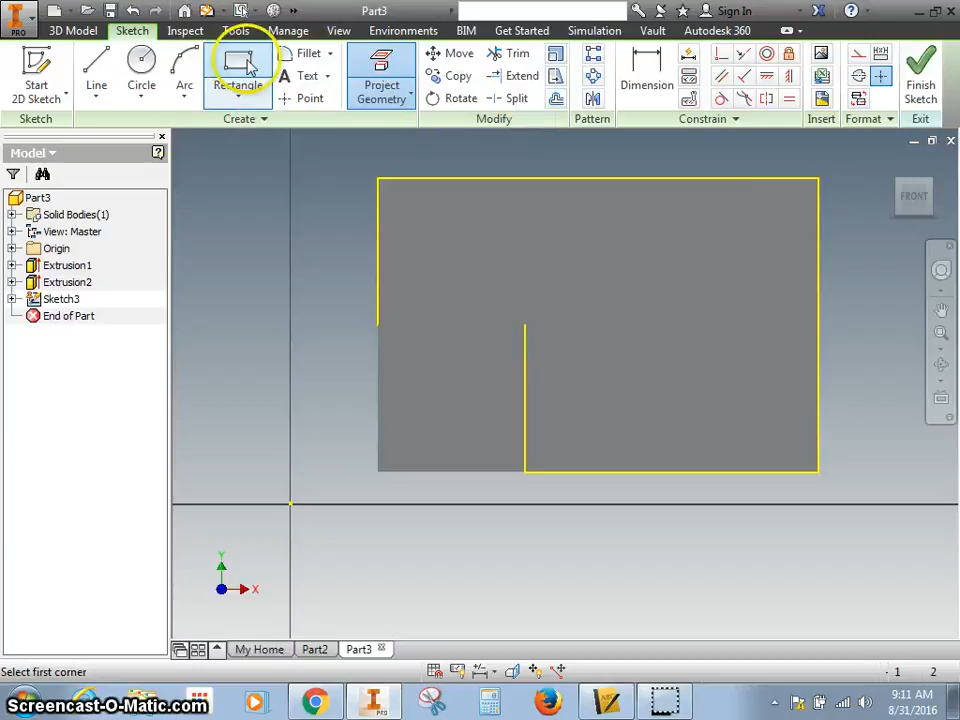 Part3
Sign In
PRO
3D Model Sketch Inspect Tools Manage View Environments Get Started BIM Simulation Vault Autodesk 360
Start
2D Sketch
Line
Circle
Arc
Rectangle
Fillet
Text
Point
Project
Geometry
Move
Copy
Rotate
Trim
Extend
Split
Dimension
Finish
Sketch
Sketch Create Modify Pattern Constrain Insert Format Exit
Model
Part3
Solid Bodies(1)
View: Master
Origin
Extrusion1
Extrusion2
Sketch3
End of Part
FRONT
Y
X
My Home Part2 Part3
Select first corner
1 2
PRO
Screencast-O-Matic.com
9:11 AM
8/31/2016